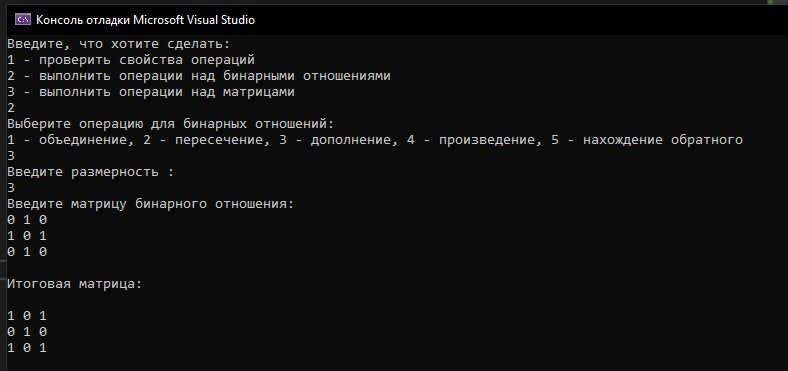 Консоль отладки Microsoft Visual Studio
Введите, что хотите сделать:
1 - проверить свойства операций
2 - выполнить операции над бинарными отношениями
3 - выполнить операции над матрицами
2
Выберите операцию для бинарных отношений:
1 - объединение, 2 - пересечение, 3 - дополнение, 4 - произведение, 5 - нахождение обратного
3
Введите размерность :
3
Введите матрицу бинарного отношения:
0 1 0
1 0 1
0 1 0
Итоговая матрица:
1 0 1
0 1 0
1 0 1